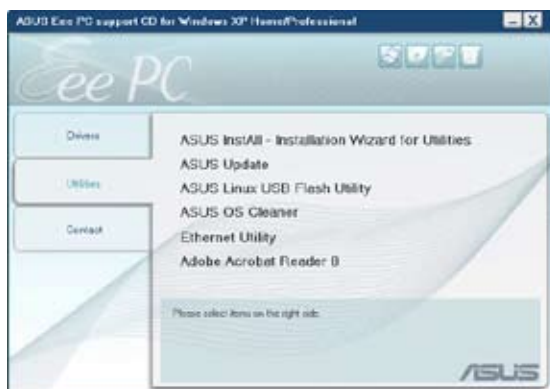 ASUS Eee PC support CD for Windows XP Home/Professional
Eee PC
Drivers
Utilities
Contact
ASUS InstAll - Installation Wizard for Utilities
ASUS Update
ASUS Linux USB Flash Utility
ASUS OS Cleaner
Ethernet Utility
Adobe Acrobat Reader 8
Please select items on the right side.
ASUS